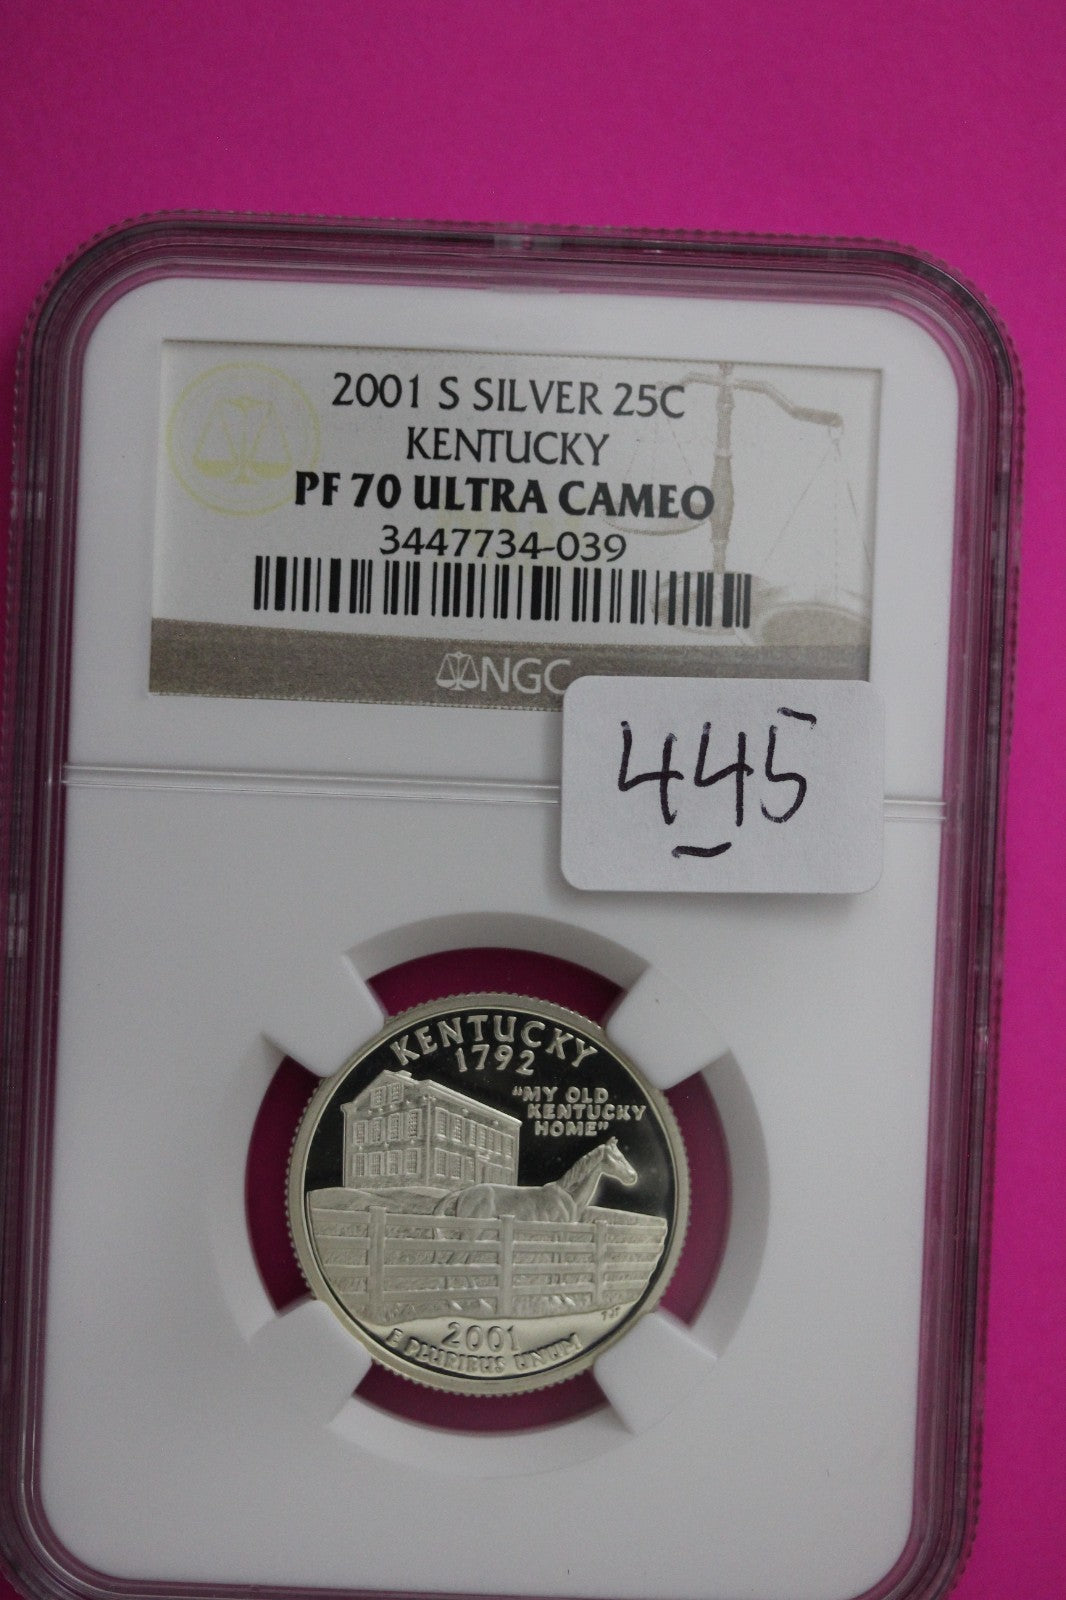 2001 S SILVER 25C
KENTUCKY
PF 70 ULTRA CAMEO
3447734-039
NGC
445
KENTUCKY
1792
"MY OLD
KENTUCKY
HOME"
TJF
2001
E PLURIBUS UNUM